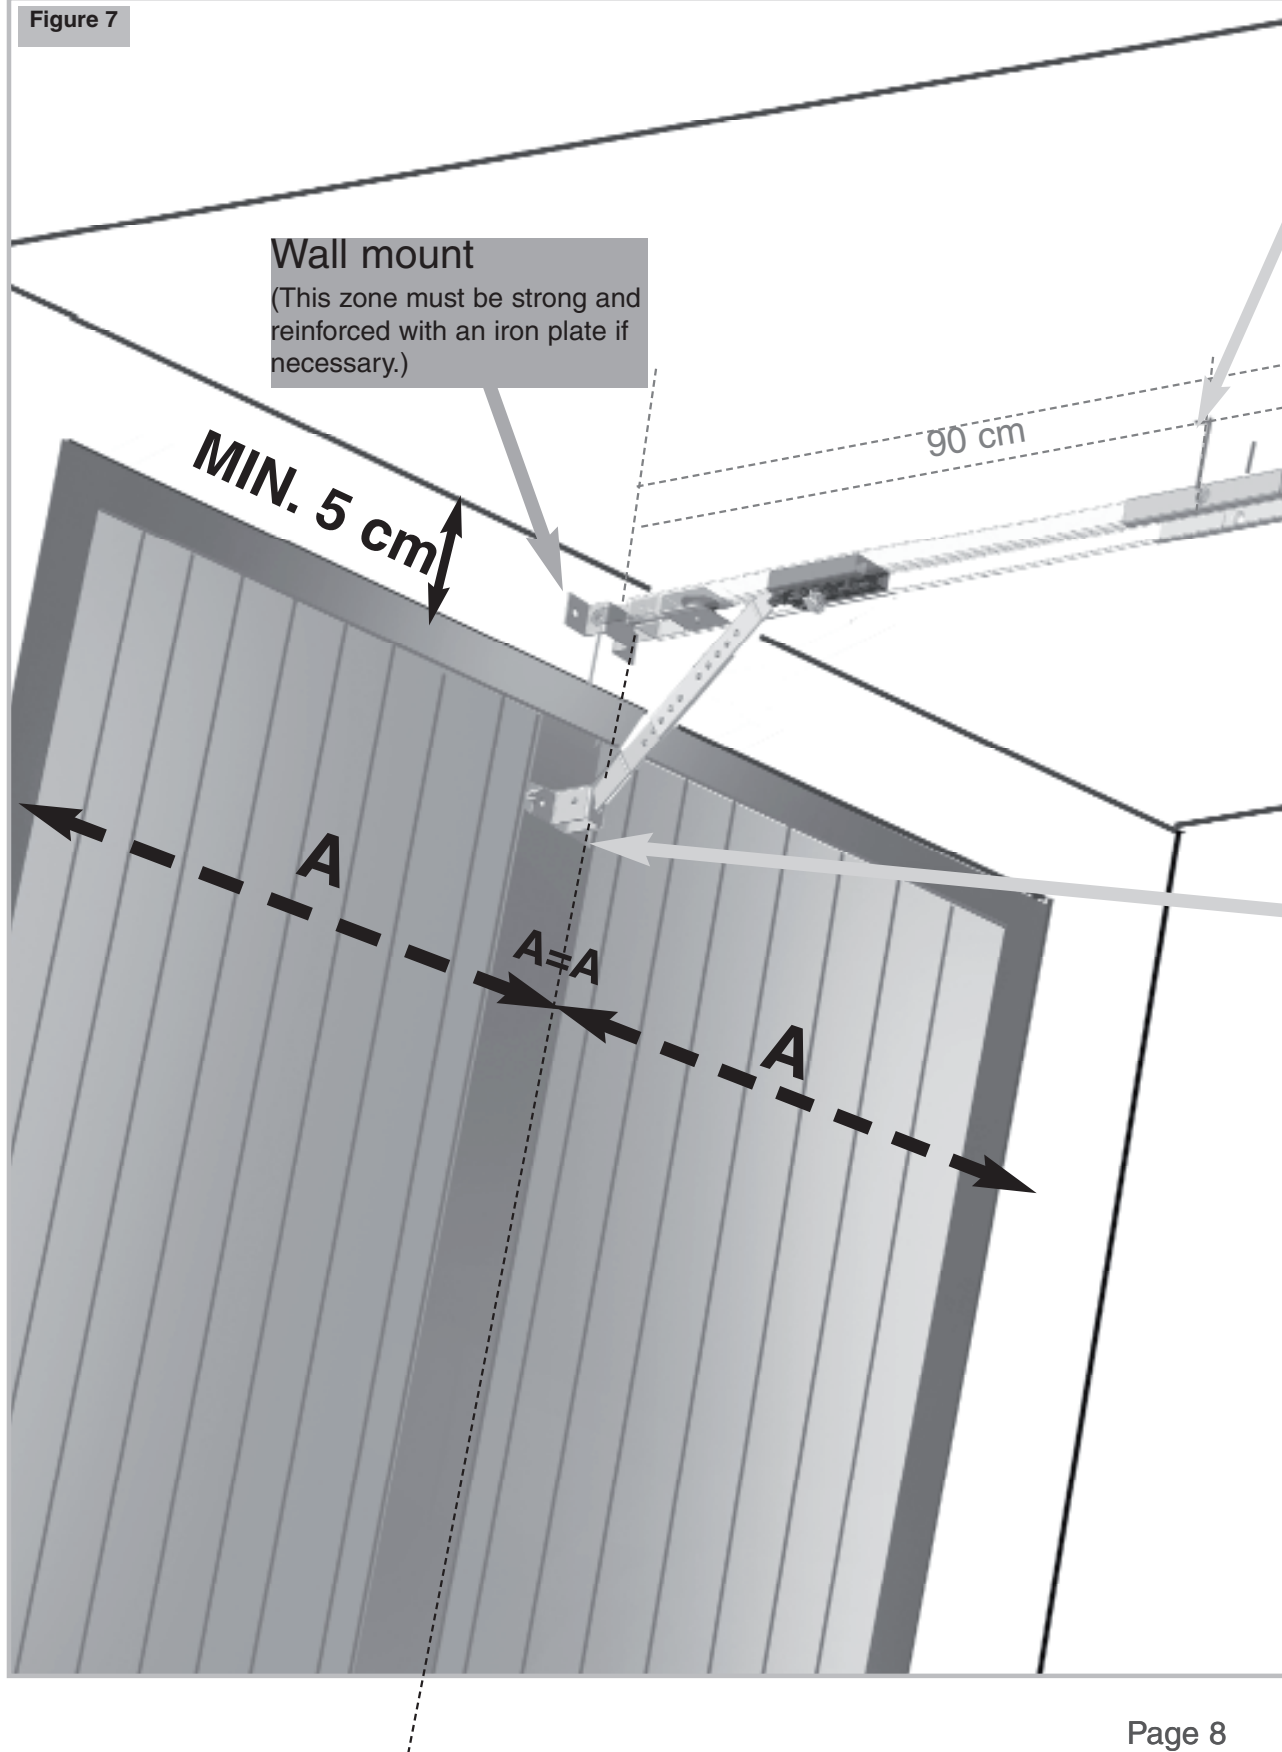 Figure 7
Wall mount
(This zone must be strong and
reinforced with an iron plate if
necessary.)
90 cm
MIN. 5 cm
A
A=A
A
Page 8